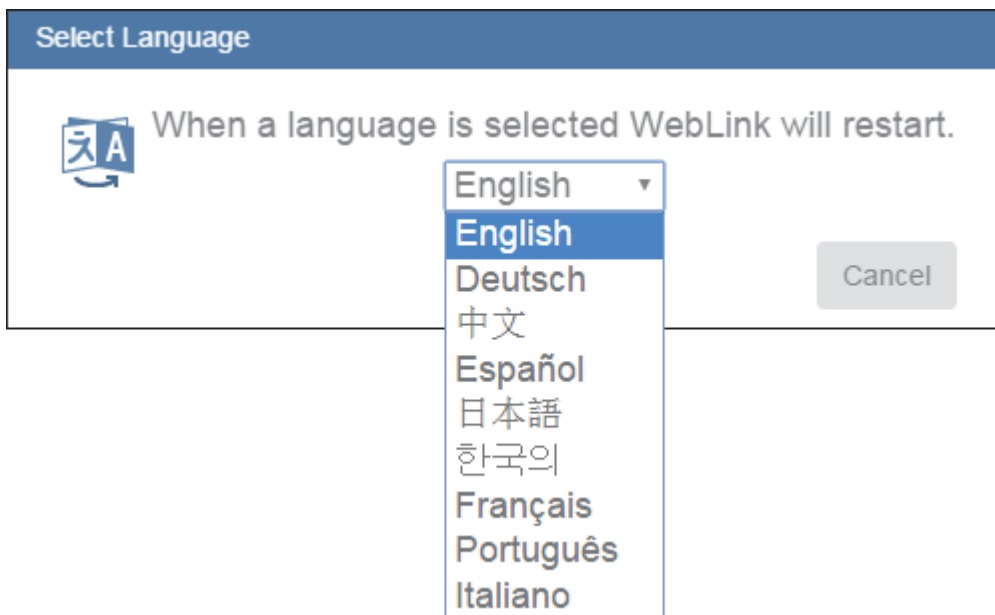 Select Language
When a language is selected WebLink will restart.
English
English
Deutsch
Cancel
中文
Español
日本語
한국의
Français
Português
Italiano